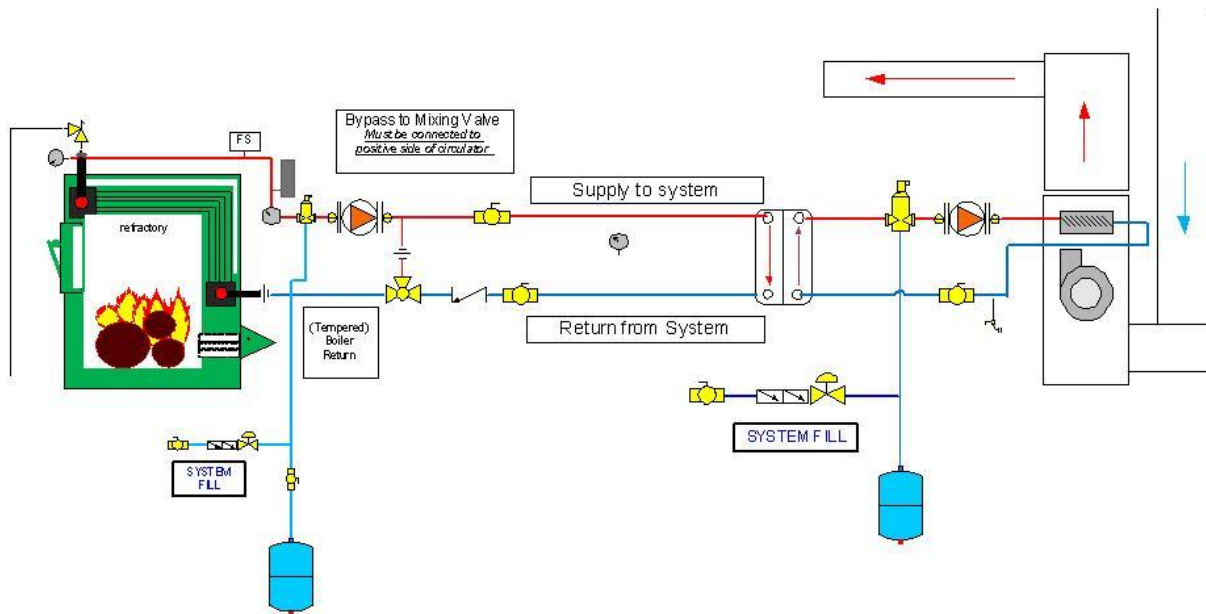 FS
Bypass to Mixing Valve
Must be connected to
positive side of circulator
Supply to system
refractory
(Tempered)
Boiler
Return
Return from System
SYSTEM FILL
SYSTEM
FILL